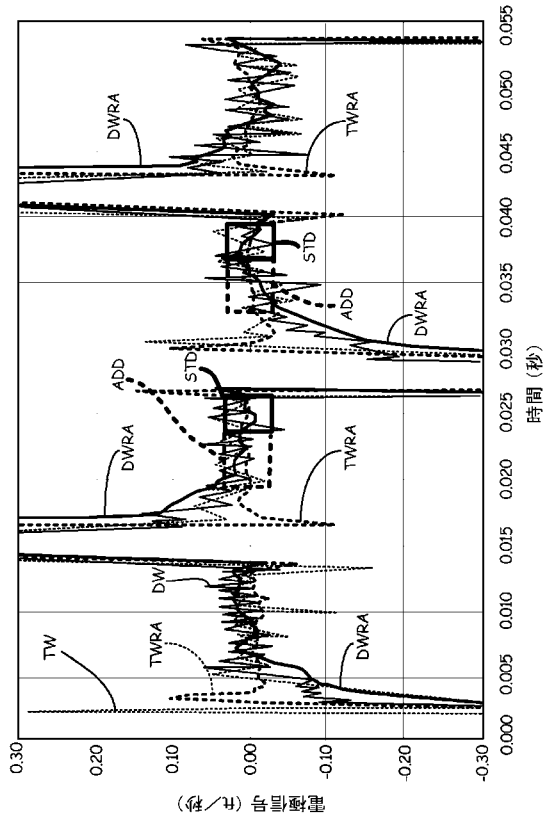 0.30
0.20
0.10
0.00
-0.10
-0.20
-0.30
電極信号 (ft／秒)
0.000
0.005
0.010
0.015
0.020
0.025
0.030
0.035
0.040
0.045
0.050
0.055
時間 (秒)
TW
TWRA
DW
DWRA
DWRA
ADD
STD
TWRA
DWRA
ADD
STD
DWRA
TWRA